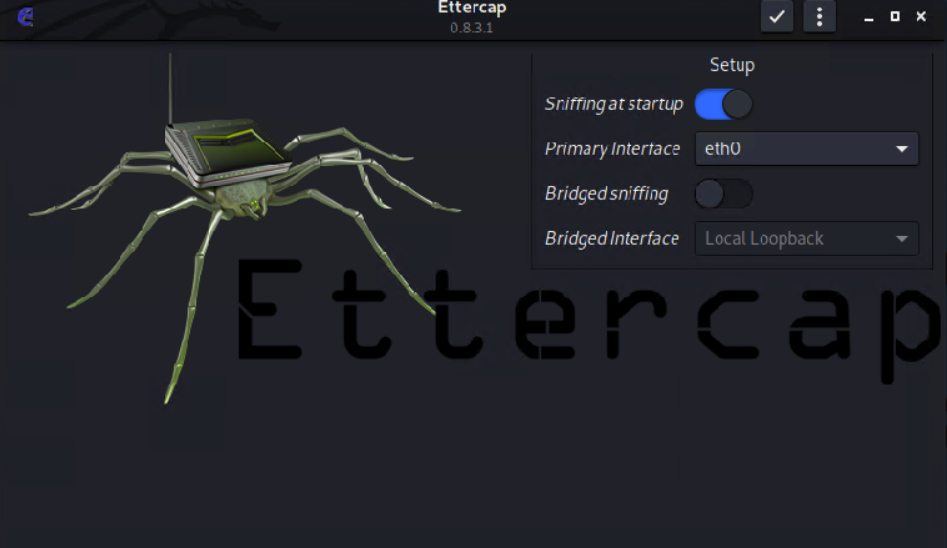 Ettercap
0.8.3.1
Setup
Sniffing at startup
Primary Interface eth0
Bridged sniffing
Bridged Interface Local Loopback
Ettercap